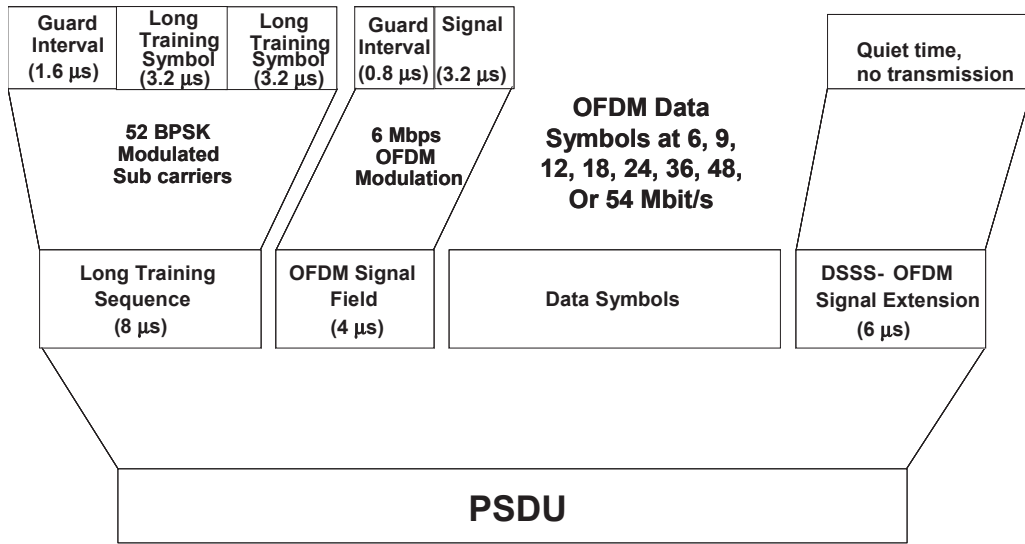 Guard
Interval
(1.6 μs)
Long
Training
Symbol
(3.2 μs)
Long
Training
Symbol
(3.2 μs)
Guard
Interval
(0.8 μs)
Signal
(3.2 μs)
Quiet time,
no transmission
52 BPSK
Modulated
Sub carriers
6 Mbps
OFDM
Modulation
OFDM Data
Symbols at 6, 9,
12, 18, 24, 36, 48,
Or 54 Mbit/s
Long Training
Sequence
(8 μs)
OFDM Signal
Field
(4 μs)
Data Symbols
DSSS- OFDM
Signal Extension
(6 μs)
PSDU